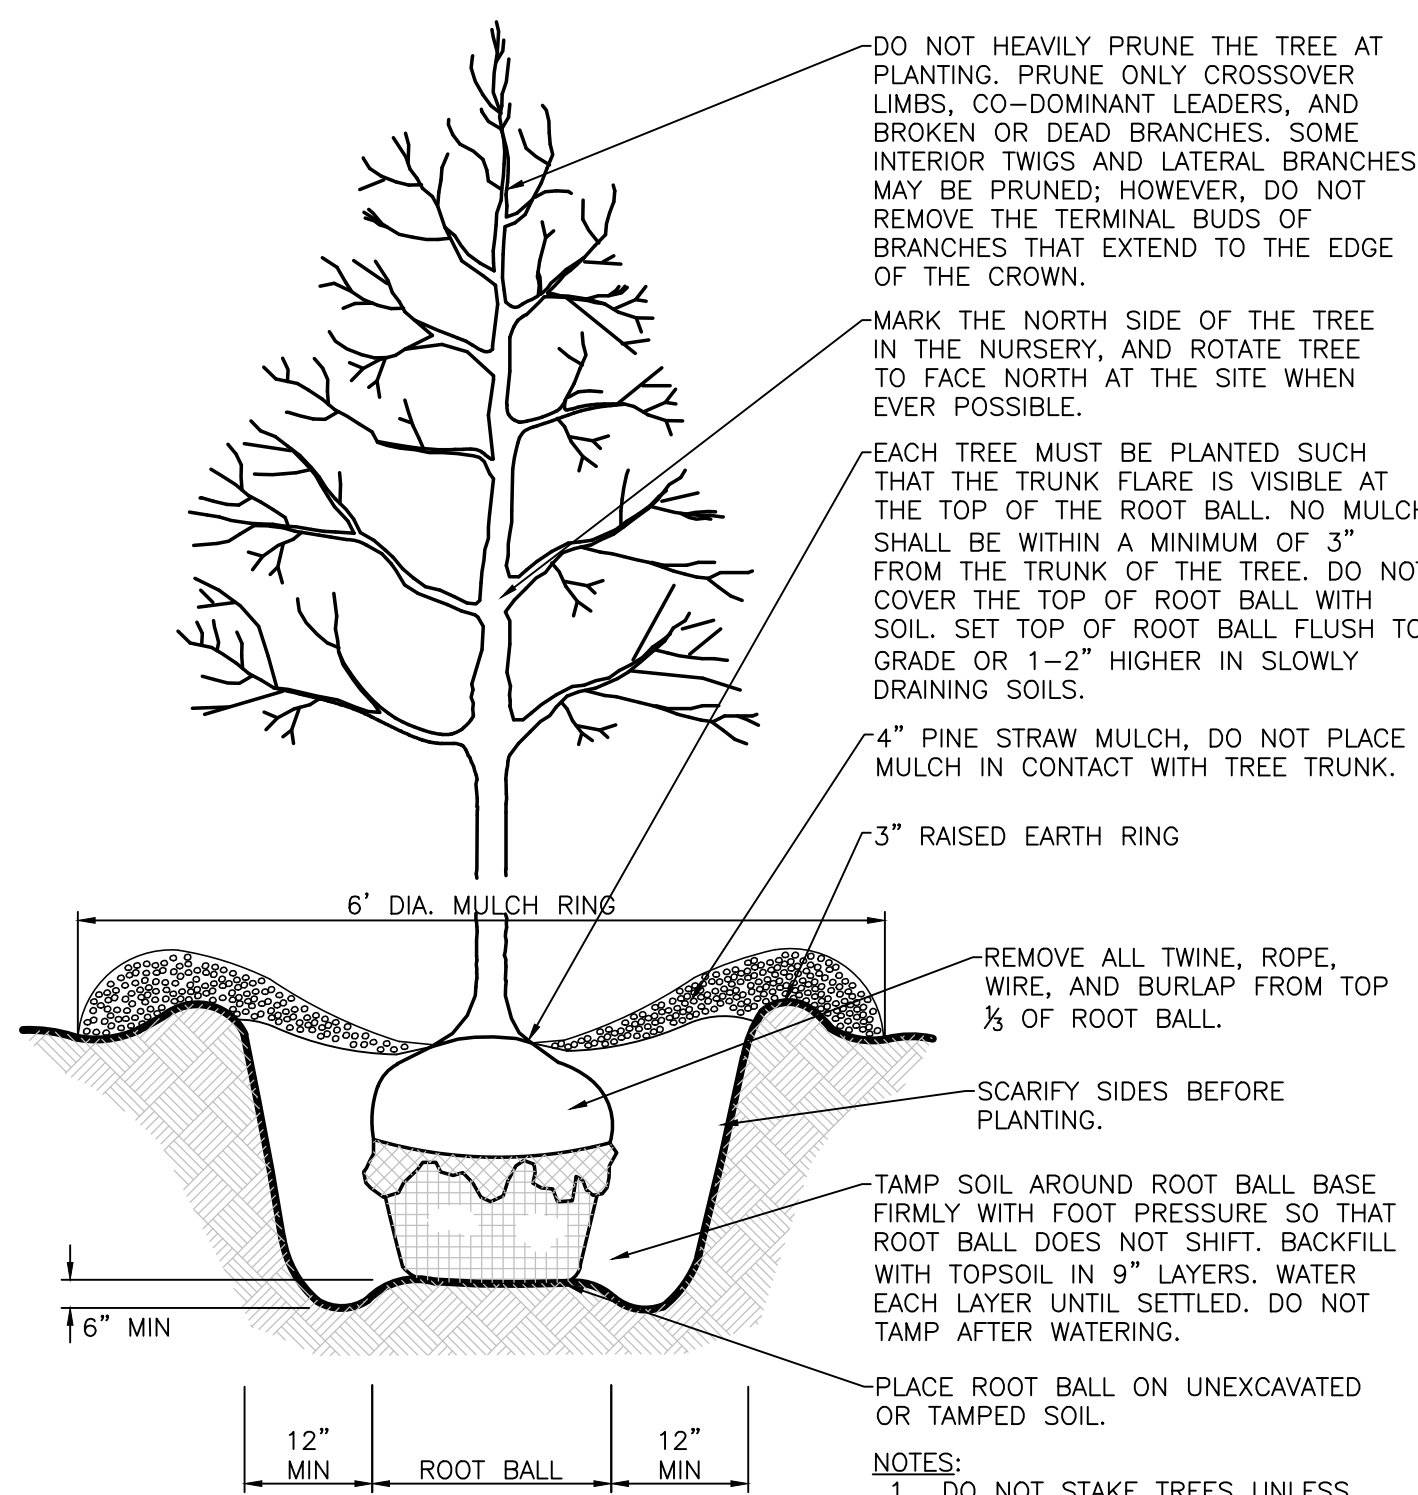 DO NOT HEAVILY PRUNE THE TREE AT
PLANTING. PRUNE ONLY CROSSOVER
LIMBS, CO-DOMINANT LEADERS, AND
BROKEN OR DEAD BRANCHES. SOME
INTERIOR TWIGS AND LATERAL BRANCHES
MAY BE PRUNED; HOWEVER, DO NOT
REMOVE THE TERMINAL BUDS OF
BRANCHES THAT EXTEND TO THE EDGE
OF THE CROWN.
MARK THE NORTH SIDE OF THE TREE
IN THE NURSERY, AND ROTATE TREE
TO FACE NORTH AT THE SITE WHEN
EVER POSSIBLE.
EACH TREE MUST BE PLANTED SUCH
THAT THE TRUNK FLARE IS VISIBLE AT
THE TOP OF THE ROOT BALL. NO MULCH
SHALL BE WITHIN A MINIMUM OF 3”
FROM THE TRUNK OF THE TREE. DO NOT
COVER THE TOP OF ROOT BALL WITH
SOIL. SET TOP OF ROOT BALL FLUSH TO
GRADE OR 1-2” HIGHER IN SLOWLY
DRAINING SOILS.
4” PINE STRAW MULCH, DO NOT PLACE
MULCH IN CONTACT WITH TREE TRUNK.
3” RAISED EARTH RING
6’ DIA. MULCH RING
REMOVE ALL TWINE, ROPE,
WIRE, AND BURLAP FROM TOP
⅓ OF ROOT BALL.
SCARIFY SIDES BEFORE
PLANTING.
TAMP SOIL AROUND ROOT BALL BASE
FIRMLY WITH FOOT PRESSURE SO THAT
ROOT BALL DOES NOT SHIFT. BACKFILL
WITH TOPSOIL IN 9” LAYERS. WATER
EACH LAYER UNTIL SETTLED. DO NOT
TAMP AFTER WATERING.
6” MIN
PLACE ROOT BALL ON UNEXCAVATED
OR TAMPED SOIL.
12”
MIN
ROOT BALL
12”
MIN
NOTES:
1. DO NOT STAKE TREES UNLESS